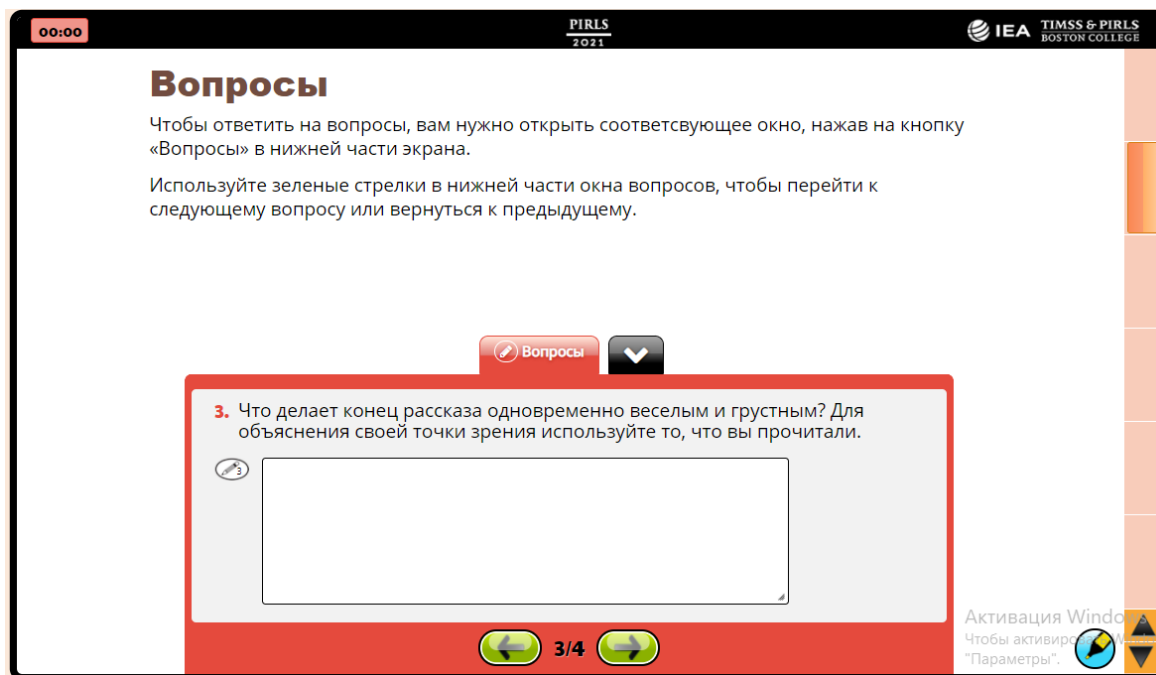 00:00
PIRLS
2021
IEA
TIMSS & PIRLS
BOSTON COLLEGE
Вопросы
Чтобы ответить на вопросы, вам нужно открыть соответсвующее окно, нажав на кнопку
«Вопросы» в нижней части экрана.
Используйте зеленые стрелки в нижней части окна вопросов, чтобы перейти к
следующему вопросу или вернуться к предыдущему.
Вопросы
3. Что делает конец рассказа одновременно веселым и грустным? Для
объяснения своей точки зрения используйте то, что вы прочитали.
3
3/4
Активация
Чтобы
"Параметры".